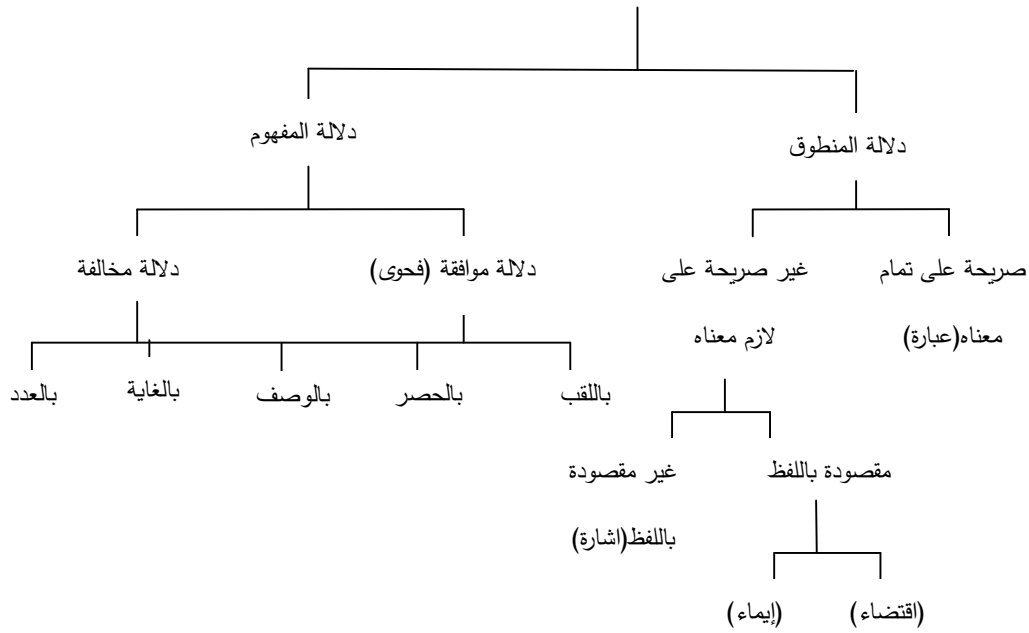 دلالة المنطوق
دلالة المفهوم
صريحة على تمام
معناه(عبارة)
غير صريحة على
لازم معناه
دلالة موافقة (فحوى)
دلالة مخالفة
باللقب
بالحصر
بالوصف
بالغاية
بالعدد
مقصودة باللفظ
غير مقصودة
باللفظ(اشارة)
(اقتضاء)
(إيماء)